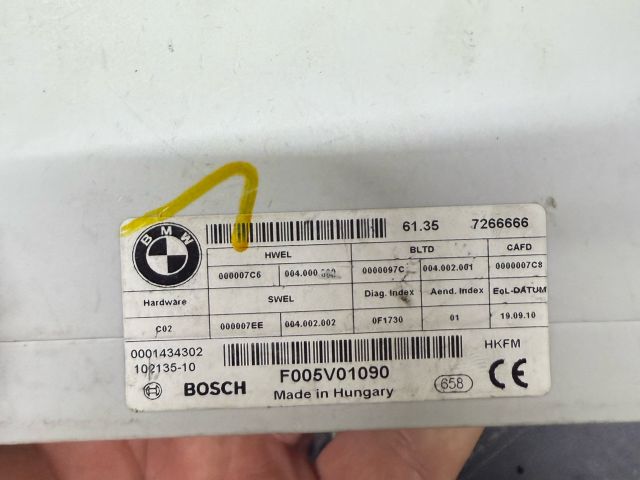 BMW
61.35 7266666
HWEL BLTD CAFD
000007C6 004.000 0000097C 004.002.001 0000007C8
Hardware SWEL Diag. Index Aend. Index EoL-DATUM
C02 000007EE 004.002.002 0F1730 01 19.09.10
0001434302 HKFM
102135-10
BOSCH F005V01090 658 CE
Made in Hungary